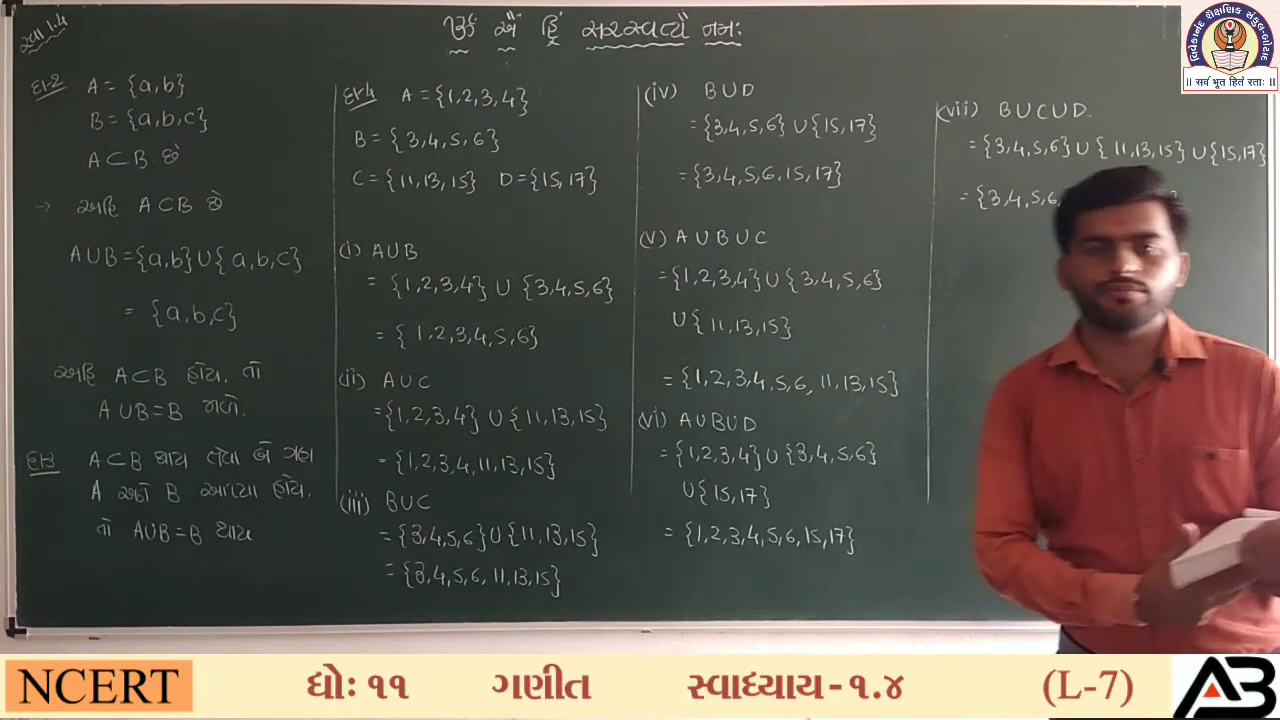 સ્વા 1.4
ૐ ઐં હ્રિં સરસ્વત્યૈ નમઃ
દા-2 A = {a,b}
B = {a,b,c}
A⊂B છે
→ અહિ A⊂B છે
A∪B = {a,b}∪{a,b,c}
= {a,b,c}
અહિ A⊂B હોય. તો
A∪B=B મળે.
દા-3 A⊂B થાય તેવા બે ગણ
A અને B આપ્યા હોય.
તો A∪B=B થાય
દા-4 A = {1,2,3,4}
B = {3,4,5,6}
C = {11,13,15} D={15,17}
(i) A∪B
= {1,2,3,4} ∪ {3,4,5,6}
= {1,2,3,4,5,6}
(ii) A∪C
={1,2,3,4} ∪ {11,13,15}
= {1,2,3,4,11,13,15}
(iii) B∪C
= {3,4,5,6}∪{11,13,15}
= {3,4,5,6,11,13,15}
(iv) B∪D
= {3,4,5,6} ∪{15,17}
= {3,4,5,6,15,17}
(v) A∪B∪C
={1,2,3,4}∪{3,4,5,6}
∪{11,13,15}
= {1,2,3,4,5,6, 11,13,15}
(vi) A∪B∪D
= {1,2,3,4}∪{3,4,5,6}
∪{15,17}
= {1,2,3,4,5,6,15,17}
(vii) B∪C∪D.
= {3,4,5,6}∪{11,13,15}∪{15,17}
= {3,4,5,6,
વિવેકાનંદ શૈક્ષણિક સંકુલ-બોટાદ
|| સર્વ ભૂત હિતે રતાઃ ||
NCERT ધોઃ ૧૧ ગણીત સ્વાધ્યાય - ૧.૪ (L-7) AB